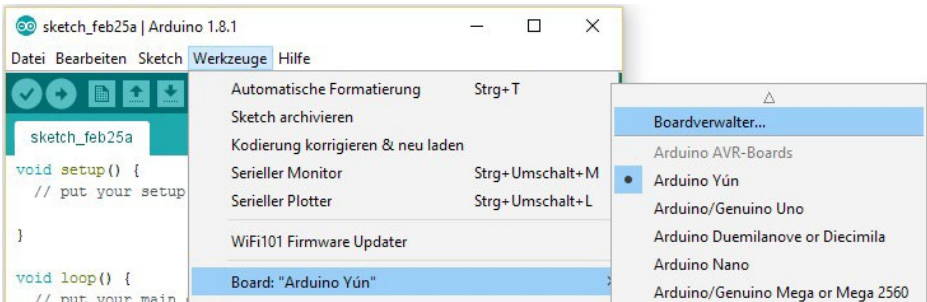 sketch_feb25a | Arduino 1.8.1
Datei Bearbeiten Sketch Werkzeuge Hilfe
sketch_feb25a
void setup() {
// put your setup
}
void loop() {
// put your main
Automatische Formatierung Strg+T
Sketch archivieren
Kodierung korrigieren & neu laden
Serieller Monitor Strg+Umschalt+M
Serieller Plotter Strg+Umschalt+L
WiFi101 Firmware Updater
Board: "Arduino Yún"
Boardverwalter...
Arduino AVR-Boards
Arduino Yún
Arduino/Genuino Uno
Arduino Duemilanove or Diecimila
Arduino Nano
Arduino/Genuino Mega or Mega 2560